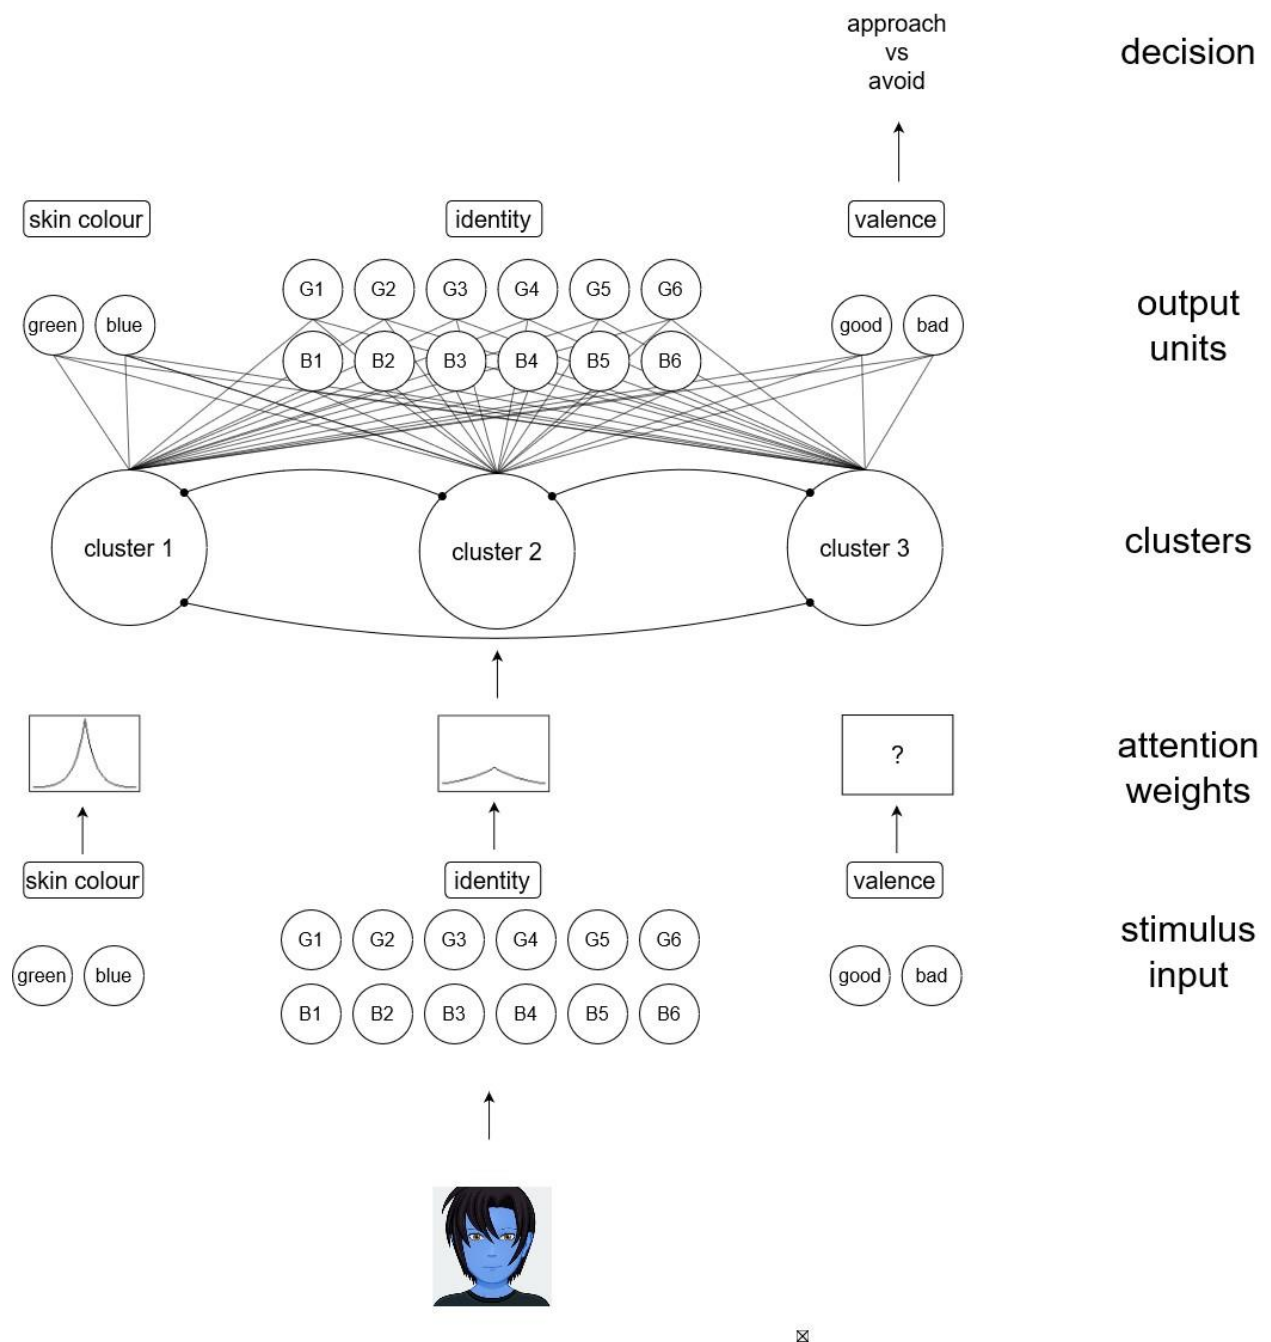 approach
vs
avoid
decision
skin colour
identity
valence
G1 G2 G3 G4 G5 G6
green blue
B1 B2 B3 B4 B5 B6
good bad
output
units
cluster 1
cluster 2
cluster 3
clusters
?
attention
weights
skin colour
identity
valence
G1 G2 G3 G4 G5 G6
green blue
B1 B2 B3 B4 B5 B6
good bad
stimulus
input